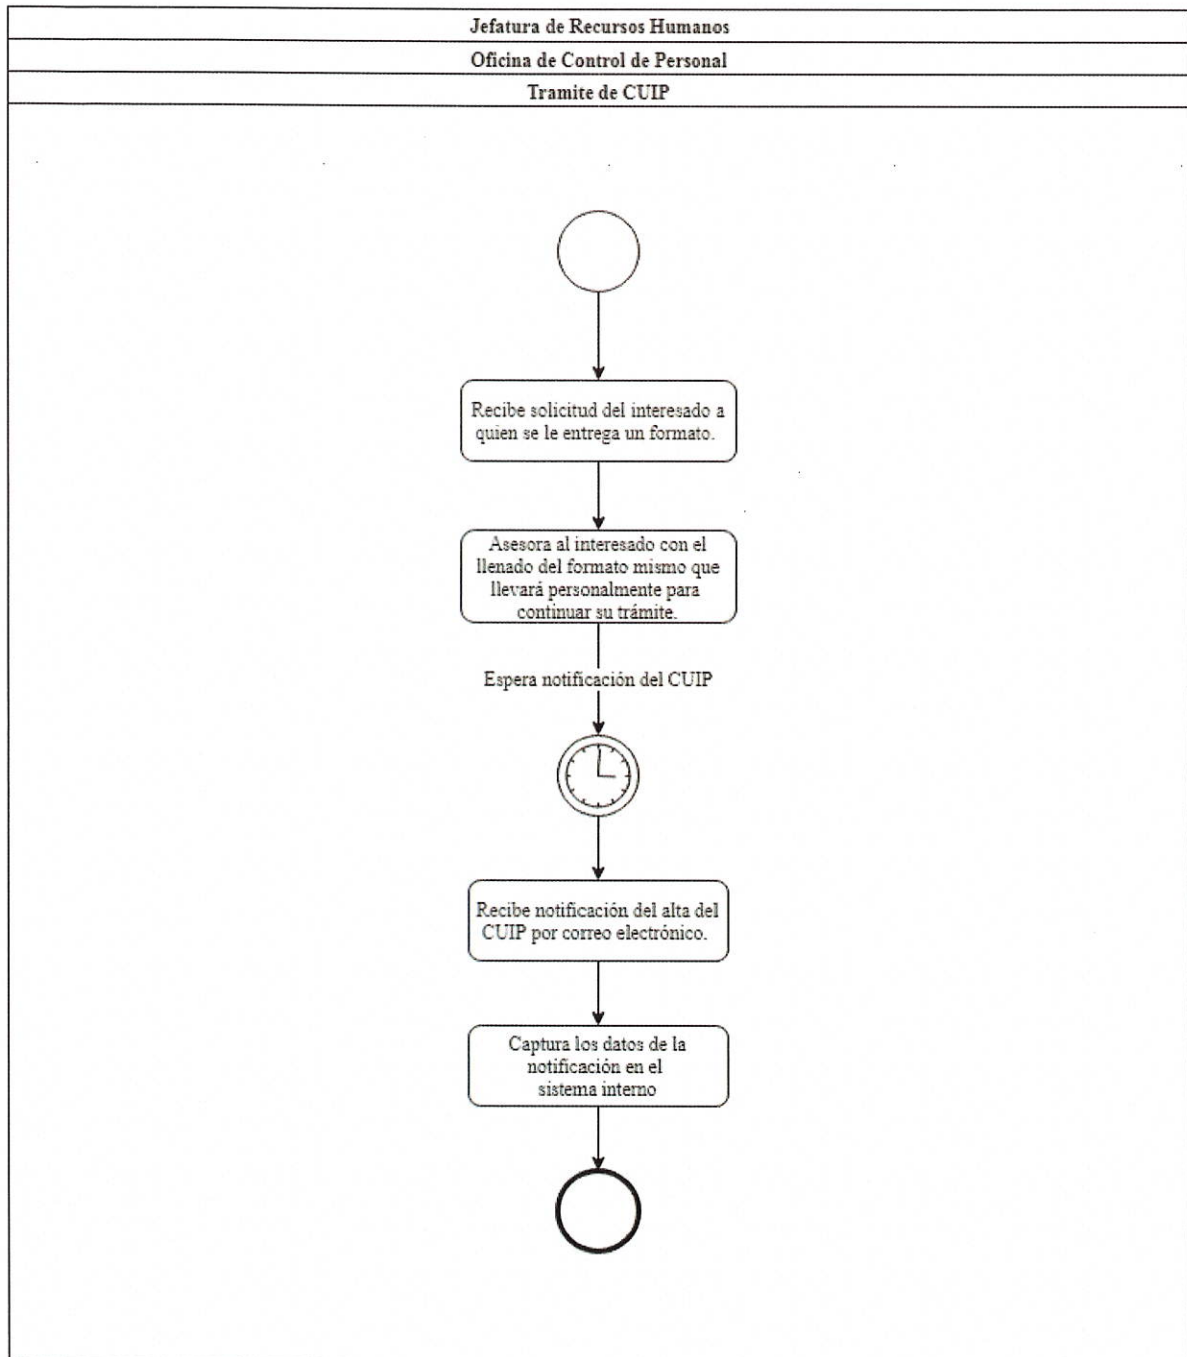 Jefatura de Recursos Humanos
Oficina de Control de Personal
Tramite de CUIP
Recibe solicitud del interesado a
quien se le entrega un formato.
Asesora al interesado con el
llenado del formato mismo que
llevará personalmente para
continuar su trámite.
Espera notificación del CUIP
Recibe notificación del alta del
CUIP por correo electrónico.
Captura los datos de la
notificación en el
sistema interno